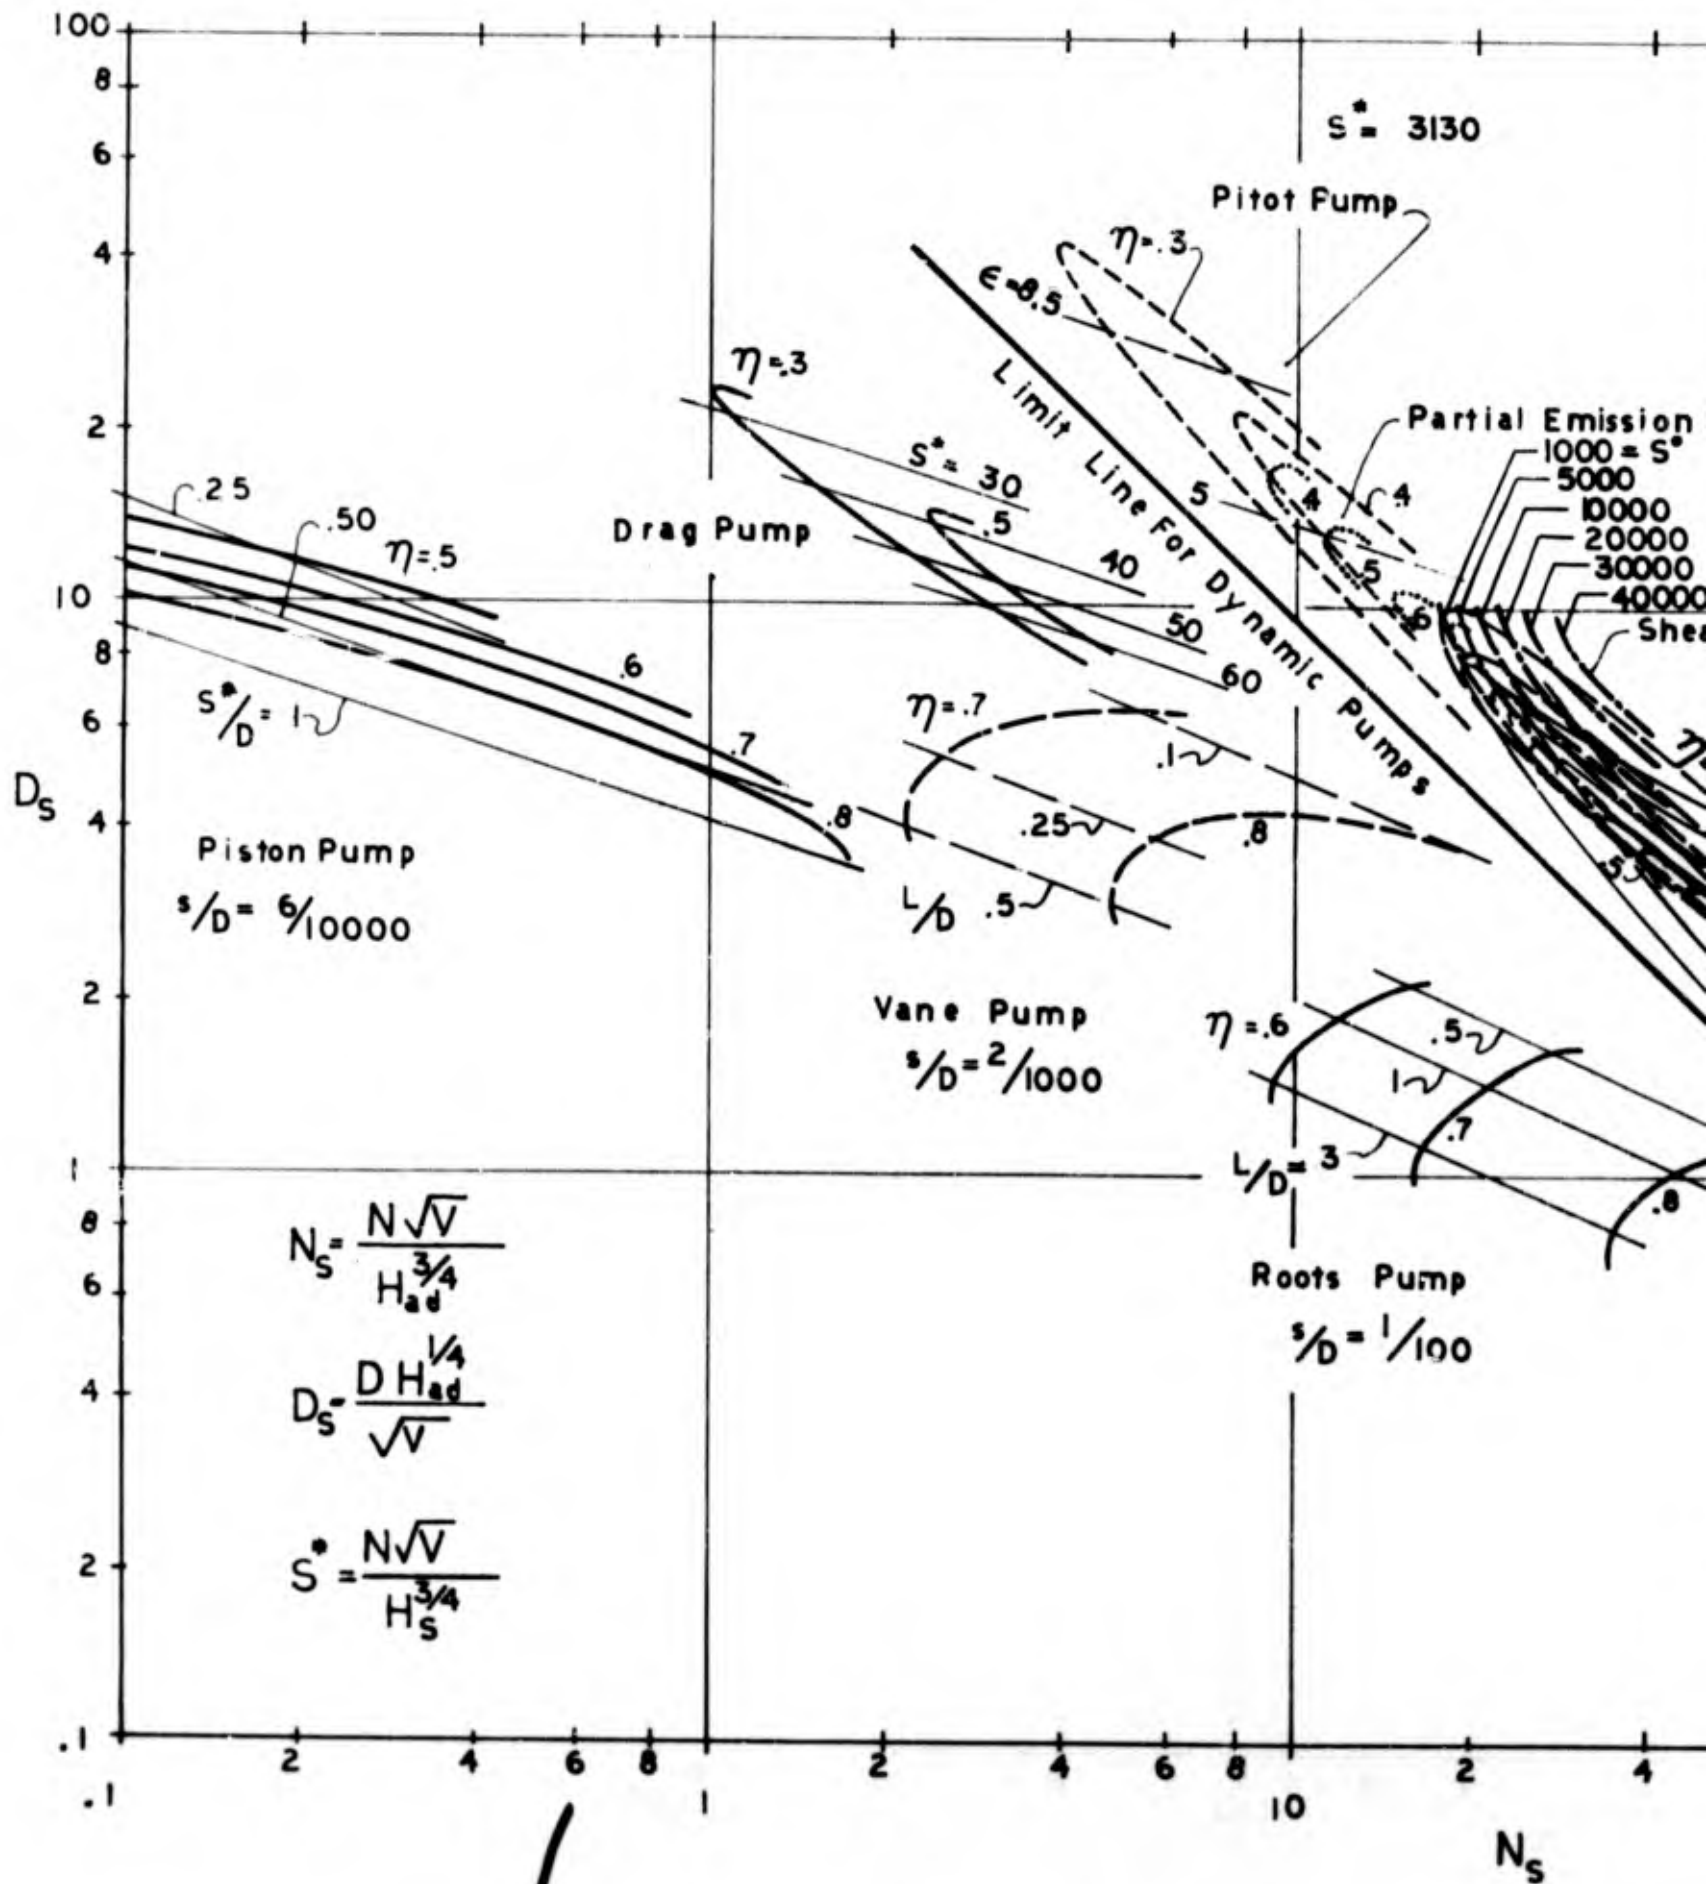 100
8
6
4
2
10
8
6
4
2
1
8
6
4
2
.1
D_S
S* = 3130
Pitot Pump
η=.3
ϵ=8.5
η=.3
Limit Line For Dynamic Pumps
Partial Emission
1000 = S*
5000
10000
20000
30000
40000
S* = 30
.5
40
50
60
Drag Pump
.25
.50
η=.5
.6
.7
.8
S*/D = 1
5
.4
.4
.5
.6
η=.7
.1
.25
.8
L/D .5
.5
Piston Pump
s/D = 6/10000
Vane Pump
s/D = 2/1000
η=.6
.5
1
.7
L/D = 3
.8
Roots Pump
s/D = 1/100
N_S = N√V / H_ad^3/4
D_S = D H_ad^1/4 / √V
S* = N√V / H_S^3/4
2 4 6 8 2 4 6 8 2 4
.1 1 10
N_S